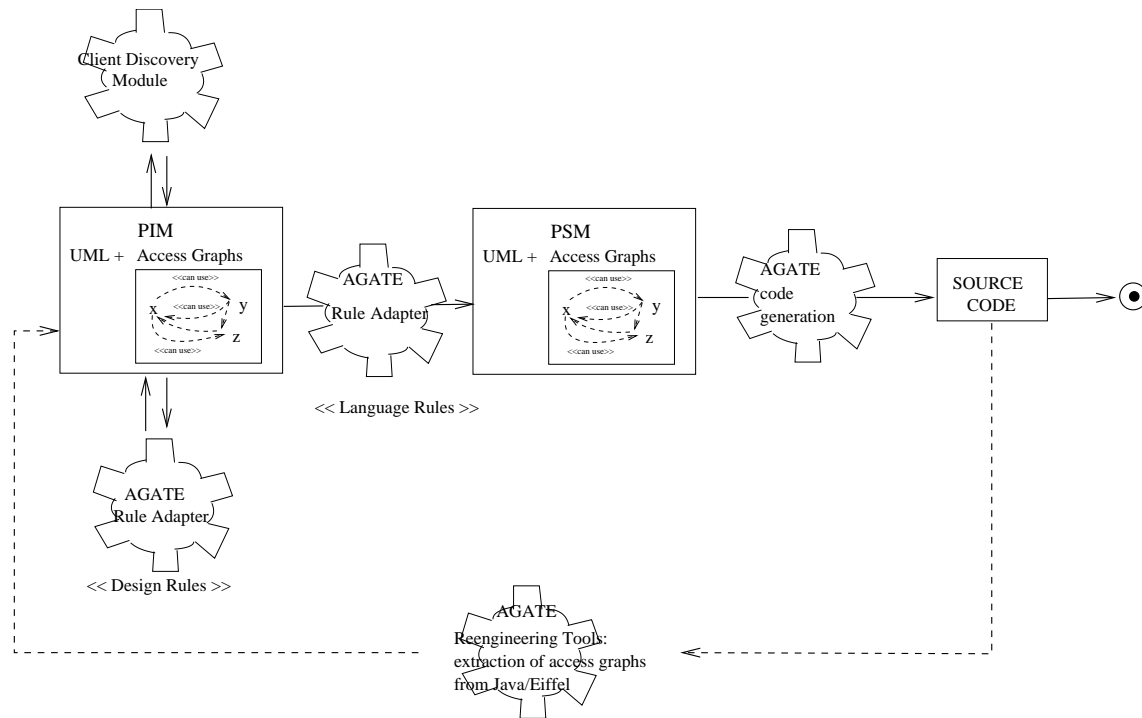 Client Discovery
Module
PIM
UML + Access Graphs
<<can use>>
x
<<can use>>
y
z
<<can use>>
AGATE
Rule Adapter
<< Language Rules >>
PSM
UML + Access Graphs
<<can use>>
x
<<can use>>
y
z
<<can use>>
AGATE
code
generation
SOURCE
CODE
AGATE
Rule Adapter
<< Design Rules >>
AGATE
Reengineering Tools:
extraction of access graphs
from Java/Eiffel